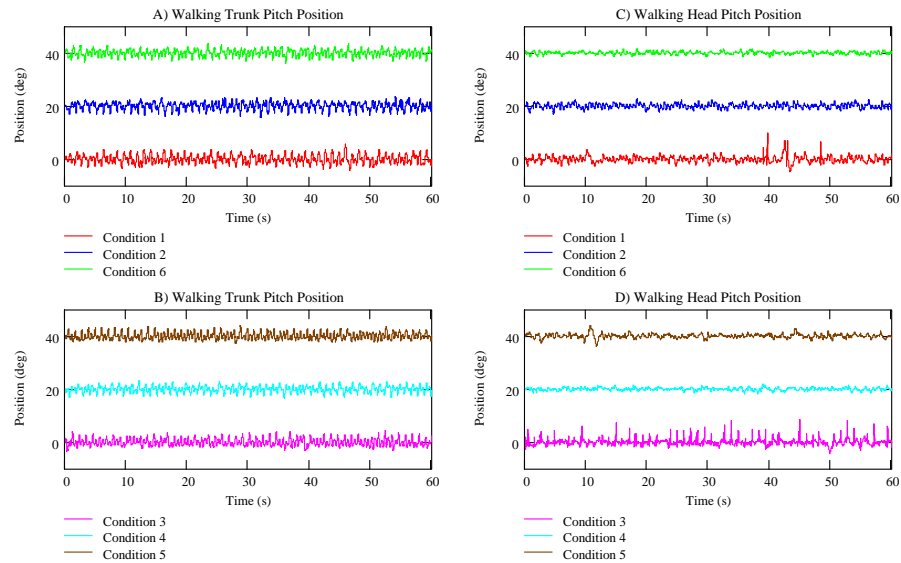 A) Walking Trunk Pitch Position
Position (deg)
40
20
0
0 10 20 30 40 50 60
Time (s)
Condition 1
Condition 2
Condition 6
C) Walking Head Pitch Position
Position (deg)
40
20
0
0 10 20 30 40 50 60
Time (s)
Condition 1
Condition 2
Condition 6
B) Walking Trunk Pitch Position
Position (deg)
40
20
0
0 10 20 30 40 50 60
Time (s)
Condition 3
Condition 4
Condition 5
D) Walking Head Pitch Position
Position (deg)
40
20
0
0 10 20 30 40 50 60
Time (s)
Condition 3
Condition 4
Condition 5